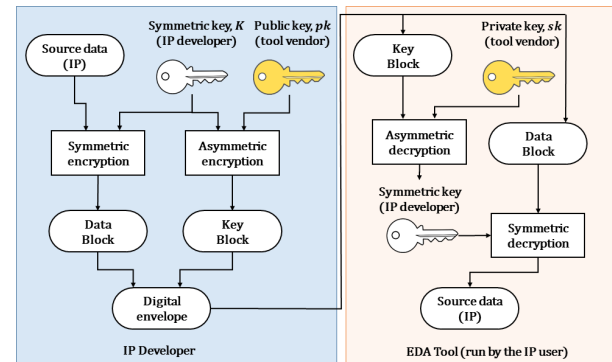 Symmetric key, K
(IP developer)
Public key, pk
(tool vendor)
Source data
(IP)
Symmetric
encryption
Asymmetric
encryption
Data
Block
Key
Block
Digital
envelope
IP Developer
Key
Block
Private key, sk
(tool vendor)
Asymmetric
decryption
Data
Block
Symmetric key
(IP developer)
Symmetric
decryption
Source data
(IP)
EDA Tool (run by the IP user)